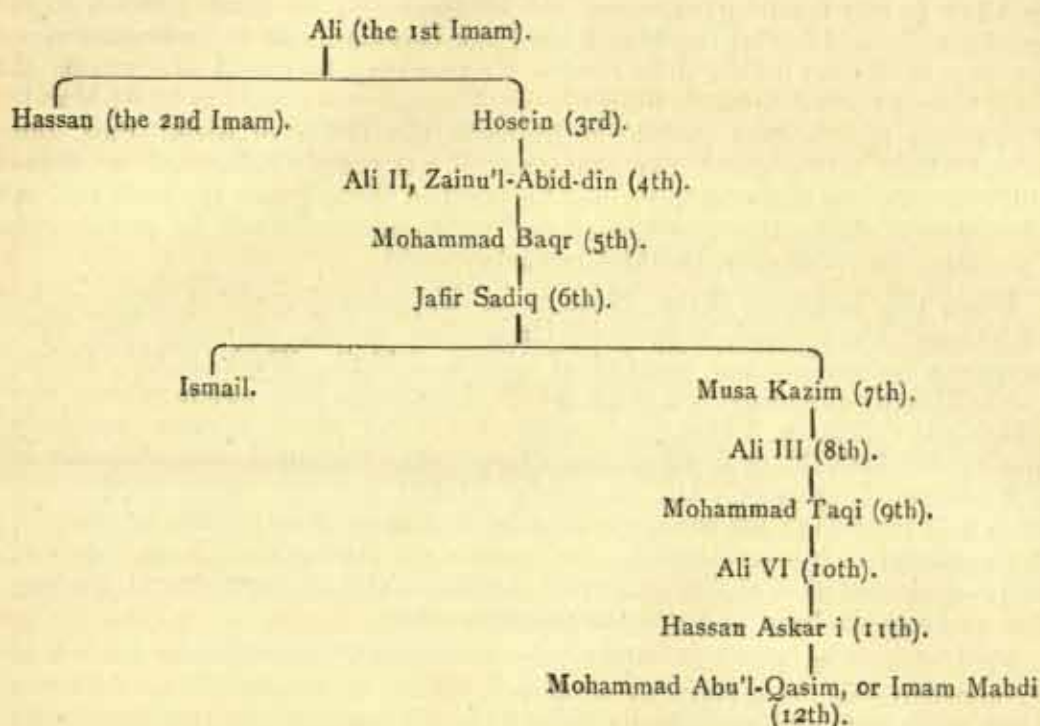 Ali (the 1st Imam).
Hassan (the 2nd Imam). Hosein (3rd).
Ali II, Zainu'l-Abid-din (4th).
Mohammad Baqr (5th).
Jafir Sadiq (6th).
Ismail. Musa Kazim (7th).
Ali III (8th).
Mohammad Taqi (9th).
Ali VI (10th).
Hassan Askar i (11th).
Mohammad Abu'l-Qasim, or Imam Mahdi
(12th).